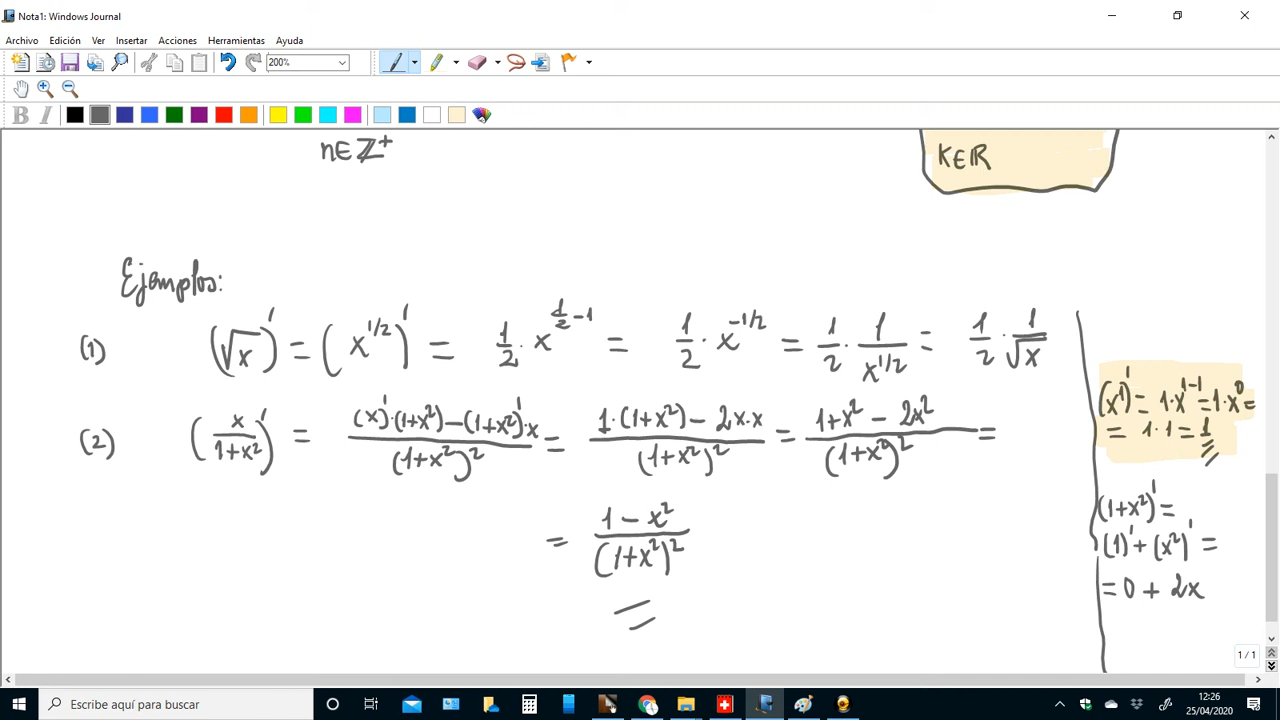 Nota1: Windows Journal
Archivo Edición Ver Insertar Acciones Herramientas Ayuda
200%
B I
n∈ℤ⁺
K∈ℝ
Ejemplos:
(1) (√x)' = (x^{1/2})' = 1/2 · x^{1/2 - 1} = 1/2 · x^{-1/2} = 1/2 · 1/x^{1/2} = 1/2 · 1/√x
(2) (x/(1+x²))' = ((x)'·(1+x²)-(1+x²)'·x)/(1+x²)² = (1·(1+x²) - 2x·x)/(1+x²)² = (1+x² - 2x²)/(1+x²)² =
= (1-x²)/(1+x²)²
(x¹)' = 1·x^{1-1} = 1·x⁰ =
= 1·1 = 1
(1+x²)' =
(1)' + (x²)' =
= 0 + 2x
1 / 1
Escribe aquí para buscar
12:26
25/04/2020